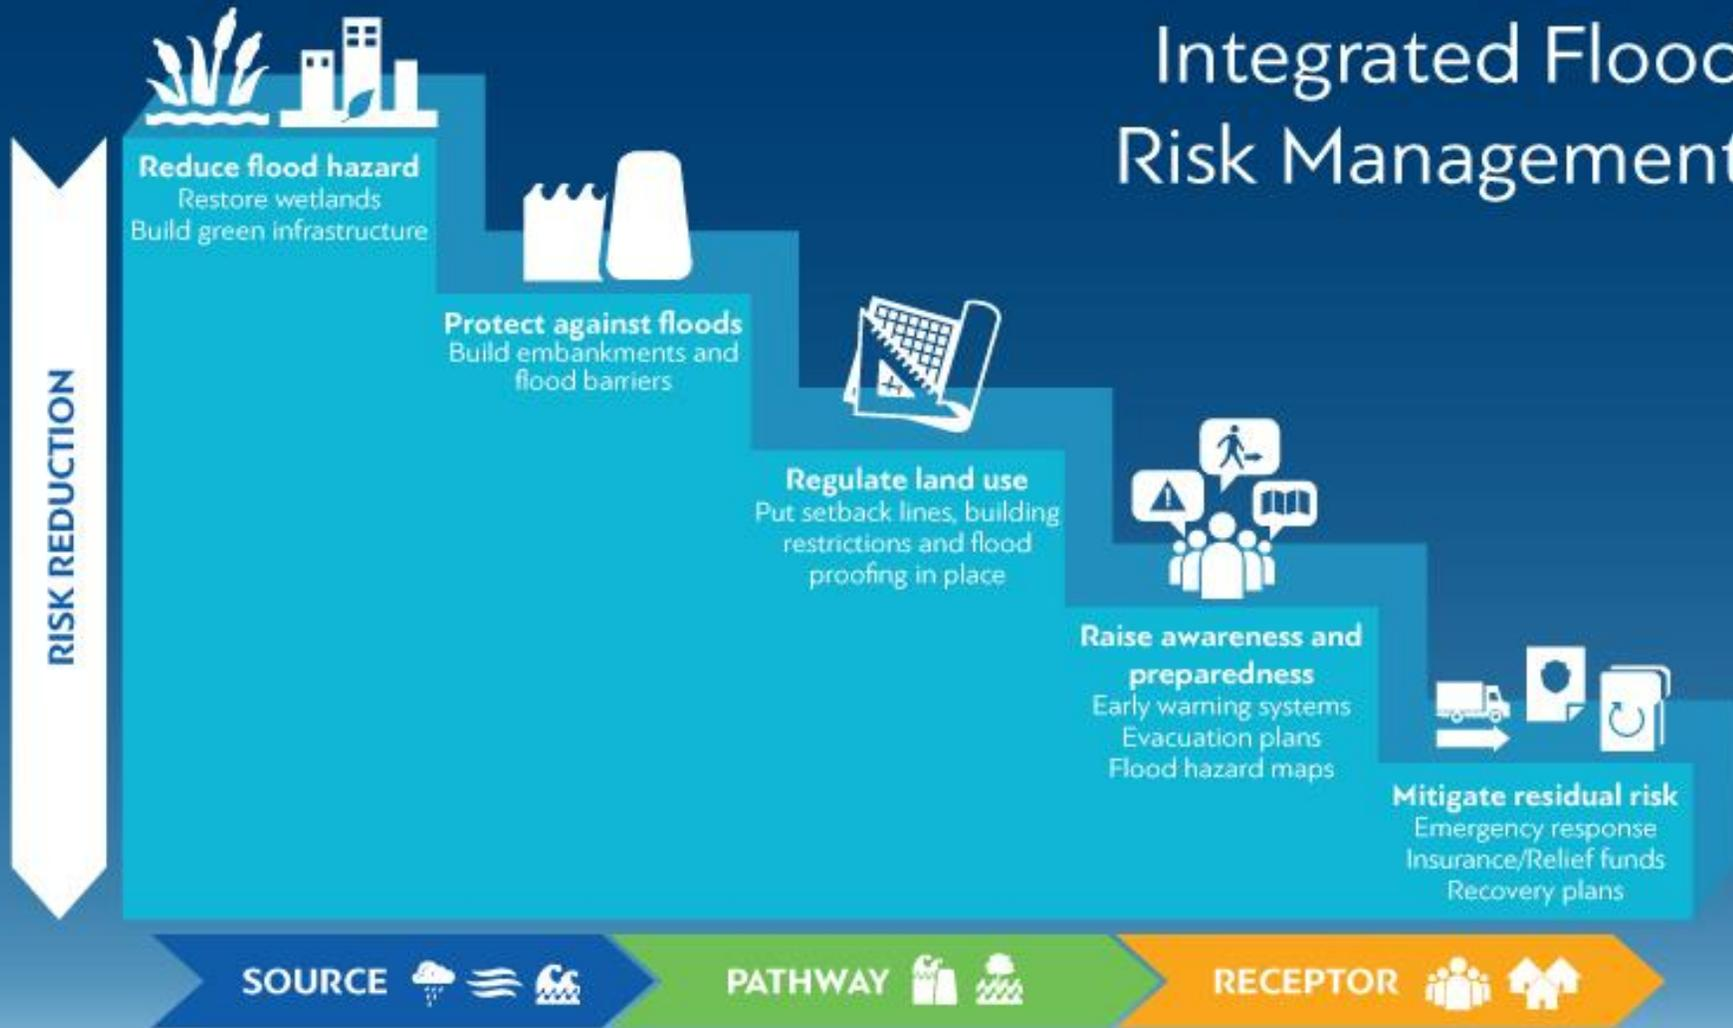 Integrated Flood
Risk Management
Reduce flood hazard
Restore wetlands
Build green infrastructure
Protect against floods
Build embankments and
flood barriers
Regulate land use
Put setback lines, building
restrictions and flood
proofing in place
Raise awareness and
preparedness
Early warning systems
Evacuation plans
Flood hazard maps
Mitigate residual risk
Emergency response
Insurance/Relief funds
Recovery plans
RISK REDUCTION
SOURCE
PATHWAY
RECEPTOR